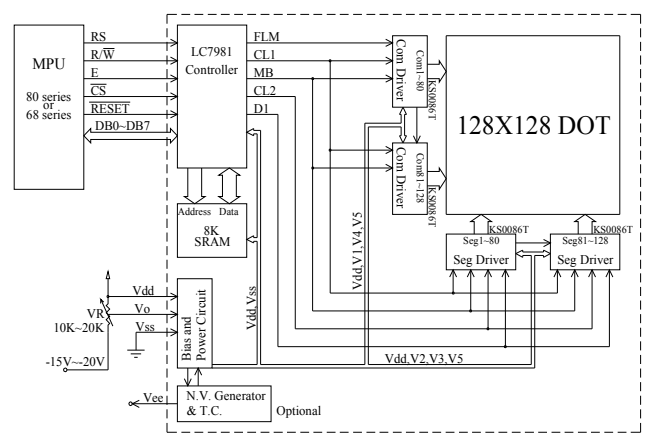 MPU
80 series
or
68 series
RS
R/W
E
CS
RESET
DB0~DB7
LC7981
Controller
FLM
CL1
MB
CL2
D1
Com Driver
Com1~80
KS0086T
Com Driver
Com81~128
KS0086T
128X128 DOT
Address Data
8K
SRAM
KS0086T
Seg1~80
Seg Driver
KS0086T
Seg81~128
Seg Driver
Vdd,V1,V4,V5
Vdd,Vss
Vdd
Vo
VR
10K~20K
Vss
-15V~-20V
Bias and
Power Circuit
Vdd,V2,V3,V5
Vee
N.V. Generator
& T.C.
Optional